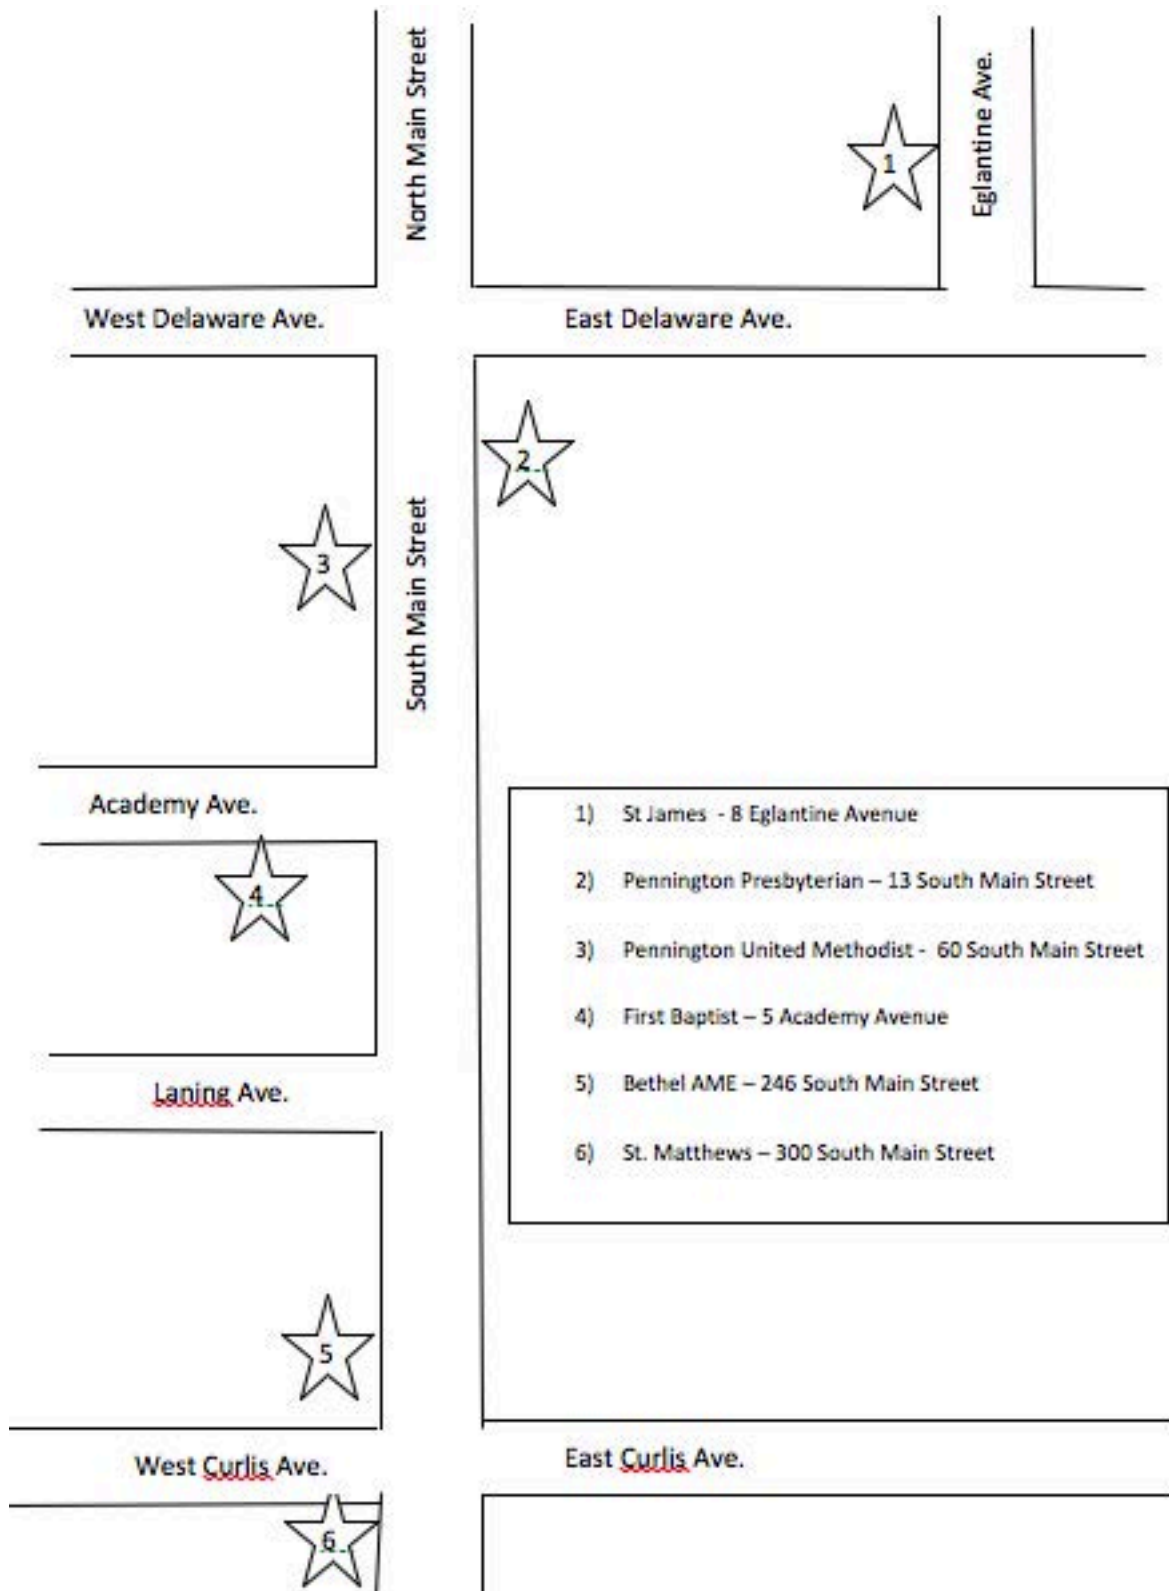 North Main Street
Eglantine Ave.
1
West Delaware Ave.
East Delaware Ave.
2
3
South Main Street
Academy Ave.
4
1) St James - 8 Eglantine Avenue
2) Pennington Presbyterian – 13 South Main Street
3) Pennington United Methodist - 60 South Main Street
4) First Baptist – 5 Academy Avenue
5) Bethel AME – 246 South Main Street
6) St. Matthews – 300 South Main Street
Laning Ave.
5
West Curlis Ave.
East Curlis Ave.
6